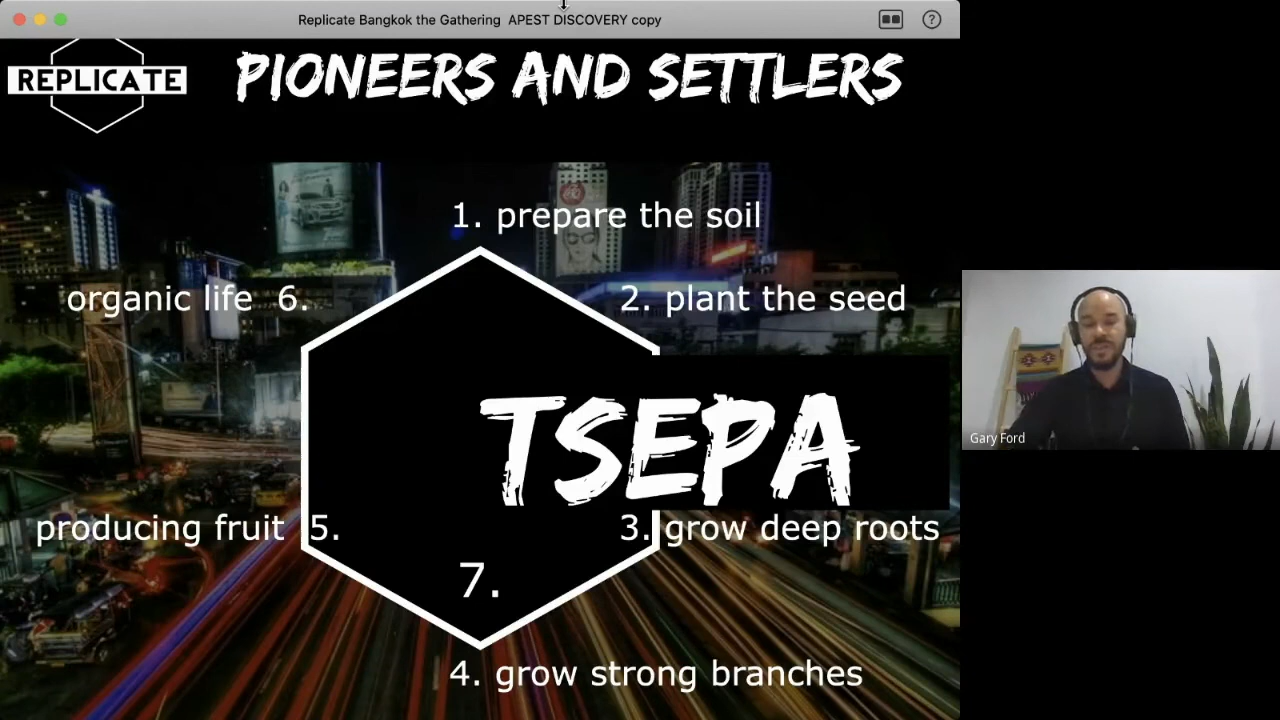 Replicate Bangkok the Gathering APEST DISCOVERY copy
?
REPLICATE
PIONEERS AND SETTLERS
1. prepare the soil
organic life 6.
2. plant the seed
TSEPA
producing fruit 5.
3. grow deep roots
7.
4. grow strong branches
Gary Ford